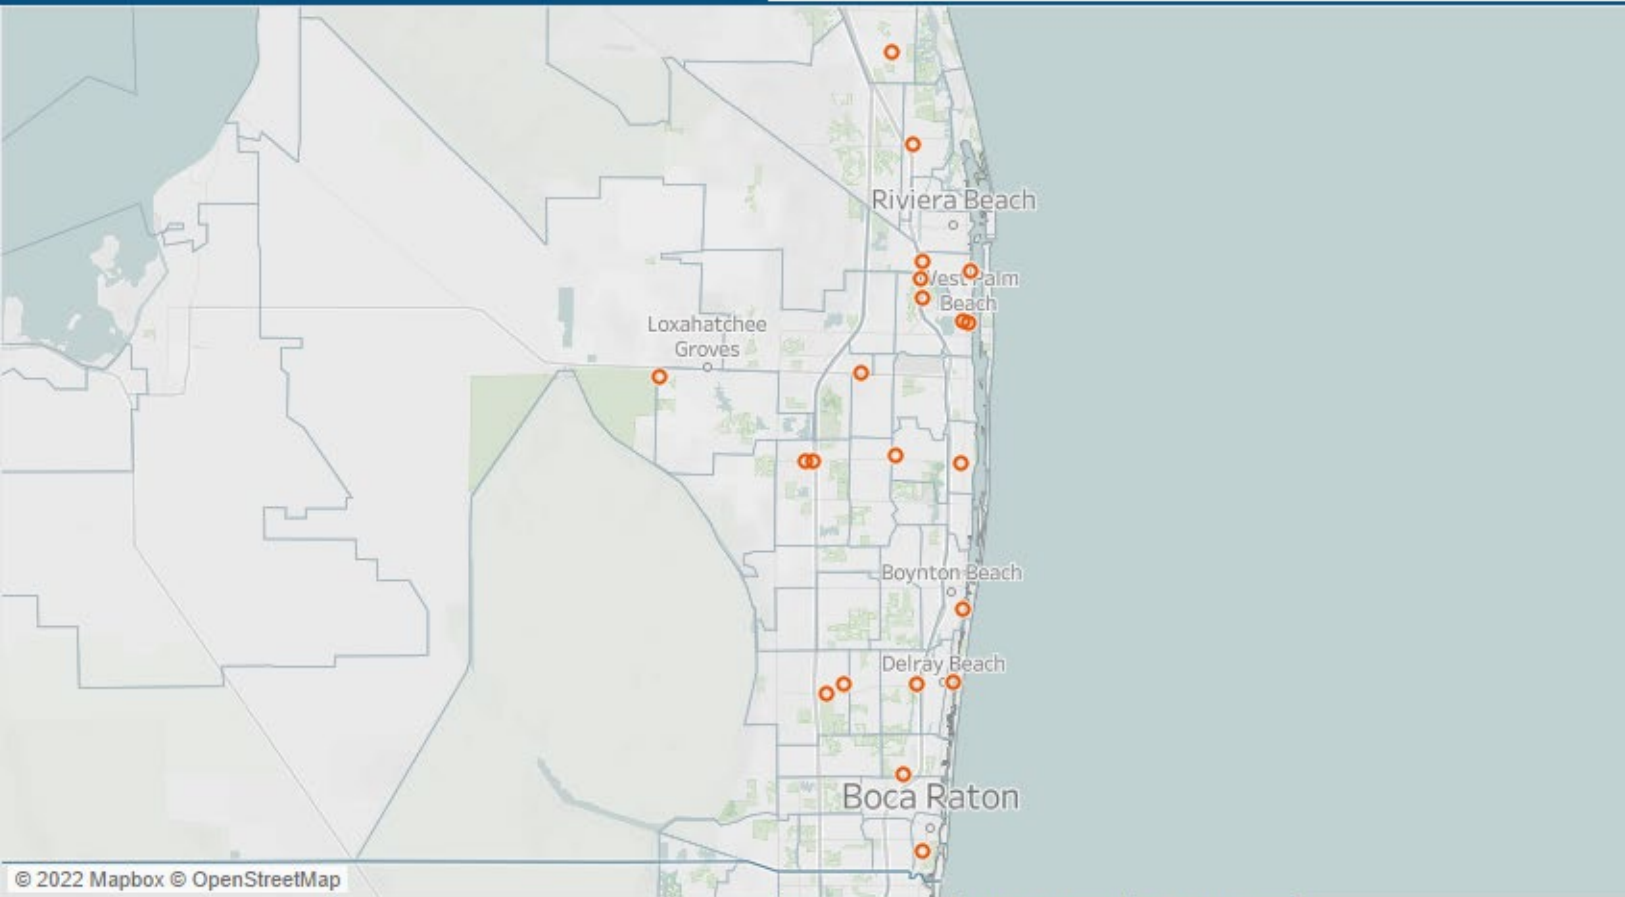 Riviera Beach
West Palm
Beach
Loxahatchee
Groves
Boynton Beach
Delray Beach
Boca Raton
© 2022 Mapbox © OpenStreetMap